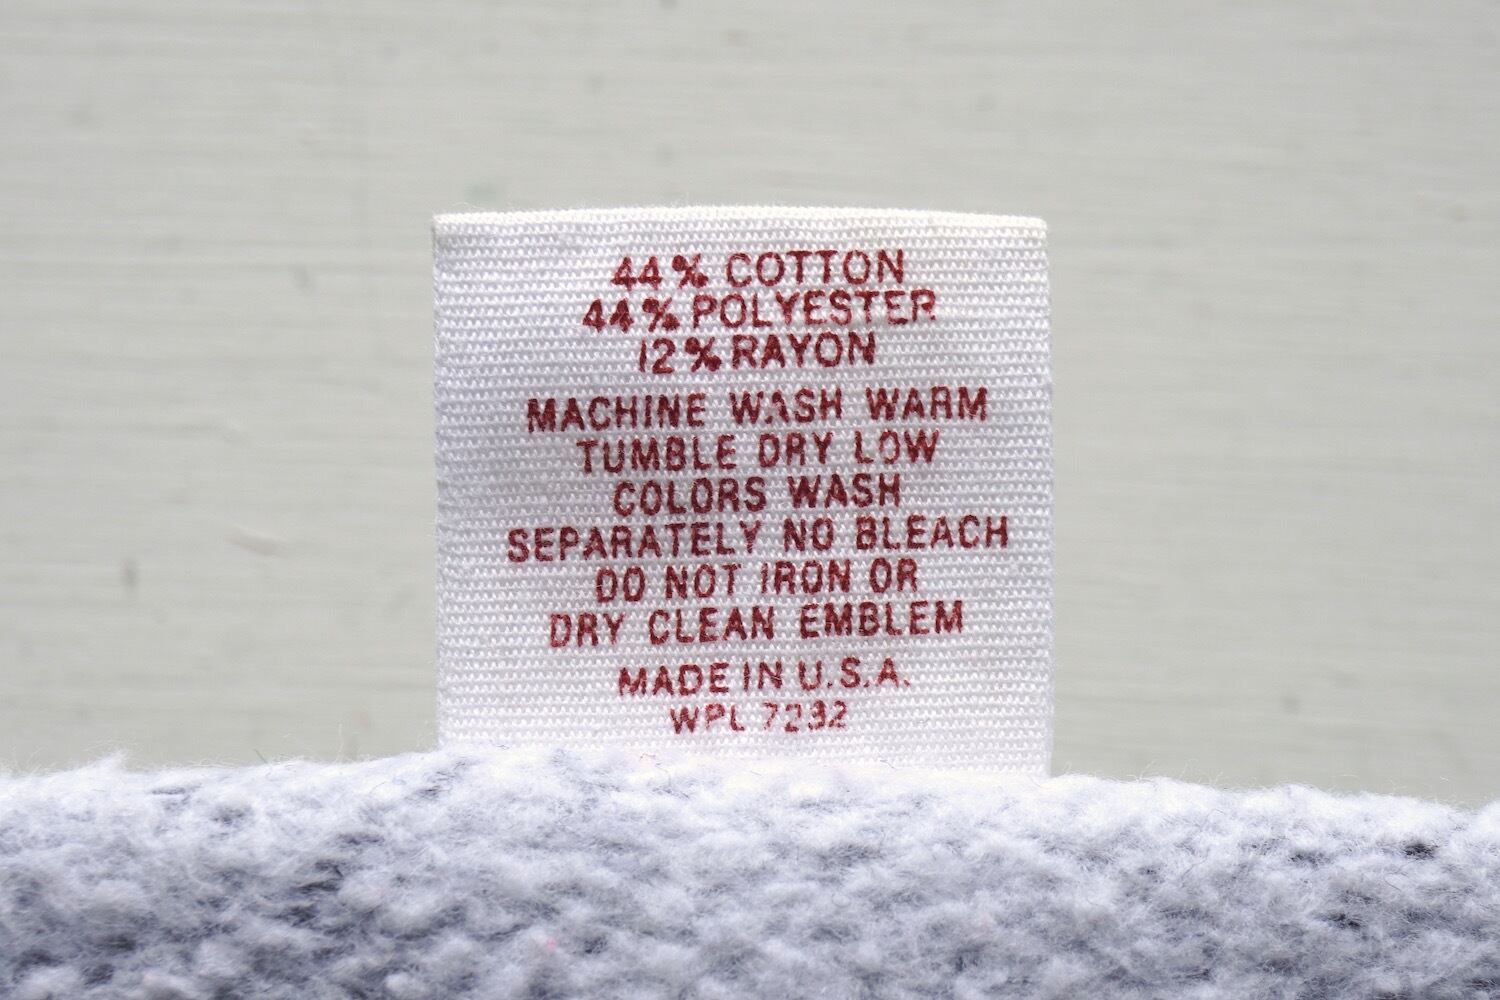 44% COTTON
44% POLYESTER
12% RAYON
MACHINE WASH WARM
TUMBLE DRY LOW
COLORS WASH
SEPARATELY NO BLEACH
DO NOT IRON OR
DRY CLEAN EMBLEM
MADE IN U.S.A.
WPL 7232